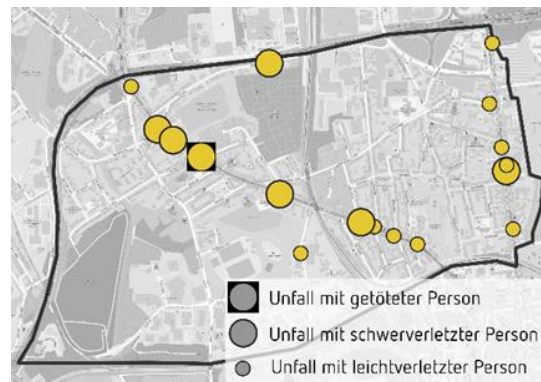 Unfall mit getöteter Person
Unfall mit schwerverletzter Person
Unfall mit leichtverletzter Person